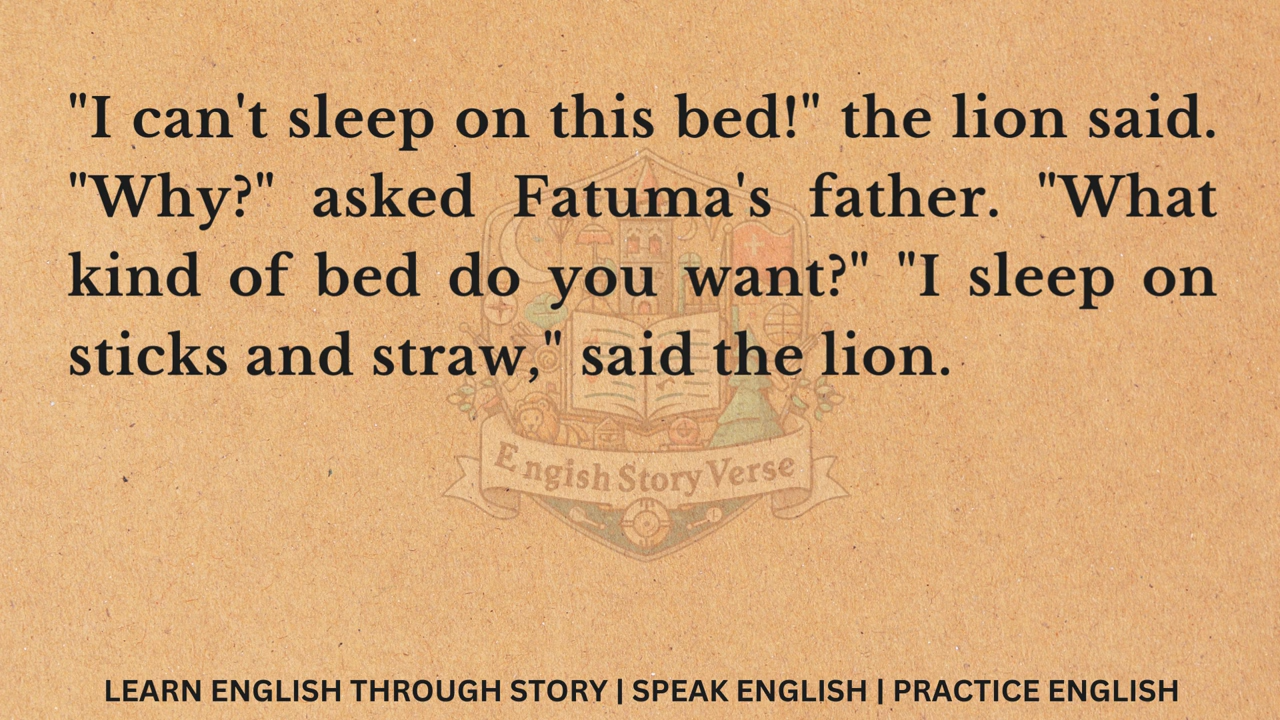 "I can't sleep on this bed!" the lion said.
"Why?" asked Fatuma's father. "What
kind of bed do you want?" "I sleep on
sticks and straw," said the lion.
Engish Story Verse
LEARN ENGLISH THROUGH STORY | SPEAK ENGLISH | PRACTICE ENGLISH